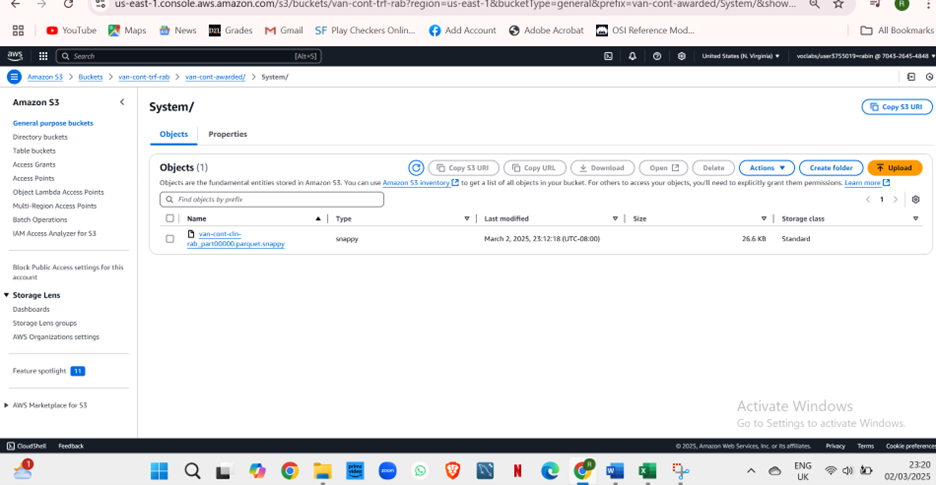 us-east-1.console.aws.amazon.com/s3/buckets/van-cont-trf-rab?region=us-east-1&bucketType=general&prefix=van-cont-awarded/System/&show...
YouTube Maps News D2L Grades Gmail SF Play Checkers Onlin... Add Account Adobe Acrobat OSI Reference Mod... All Bookmarks
aws Search [Alt+S] United States (N. Virginia) voclabs/user3755019=rabin @ 7043-2645-4848
Amazon S3 > Buckets > van-cont-trf-rab > van-cont-awarded/ > System/
Amazon S3
General purpose buckets
Directory buckets
Table buckets
Access Grants
Access Points
Object Lambda Access Points
Multi-Region Access Points
Batch Operations
IAM Access Analyzer for S3
Block Public Access settings for this
account
Storage Lens
Dashboards
Storage Lens groups
AWS Organizations settings
Feature spotlight 11
AWS Marketplace for S3
System/
Copy S3 URI
Objects Properties
Objects (1)
Copy S3 URI Copy URL Download Open Delete Actions Create folder Upload
Objects are the fundamental entities stored in Amazon S3. You can use Amazon S3 inventory to get a list of all objects in your bucket. For others to access your objects, you'll need to explicitly grant them permissions. Learn more
Find objects by prefix
1
Name Type Last modified Size Storage class
van-cont-cln-
rab_part00000.parquet.snappy
snappy March 2, 2025, 23:12:18 (UTC-08:00) 26.6 KB Standard
Activate Windows
Go to Settings to activate Windows.
CloudShell Feedback © 2025, Amazon Web Services, Inc. or its affiliates. Privacy Terms Cookie preferences
1
prime video
zoom
N
R
W
X
ENG
UK
23:20
02/03/2025